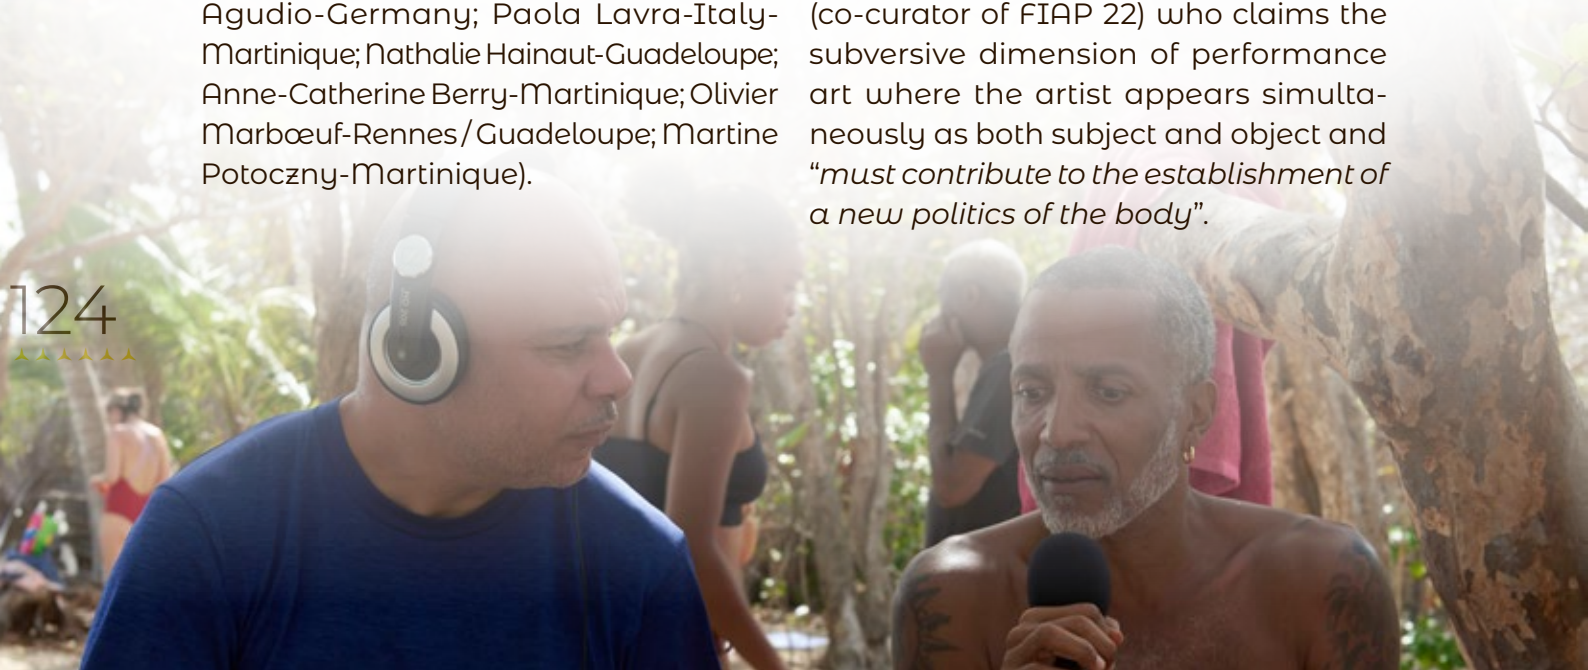 Agudio-Germany; Paola Lavra-Italy-
Martinique; Nathalie Hainaut-Guadeloupe;
Anne-Catherine Berry-Martinique; Olivier
Marbœuf-Rennes/Guadeloupe; Martine
Potoczny-Martinique).
(co-curator of FIAP 22) who claims the
subversive dimension of performance
art where the artist appears simulta-
neously as both subject and object and
“must contribute to the establishment of
a new politics of the body”.
124